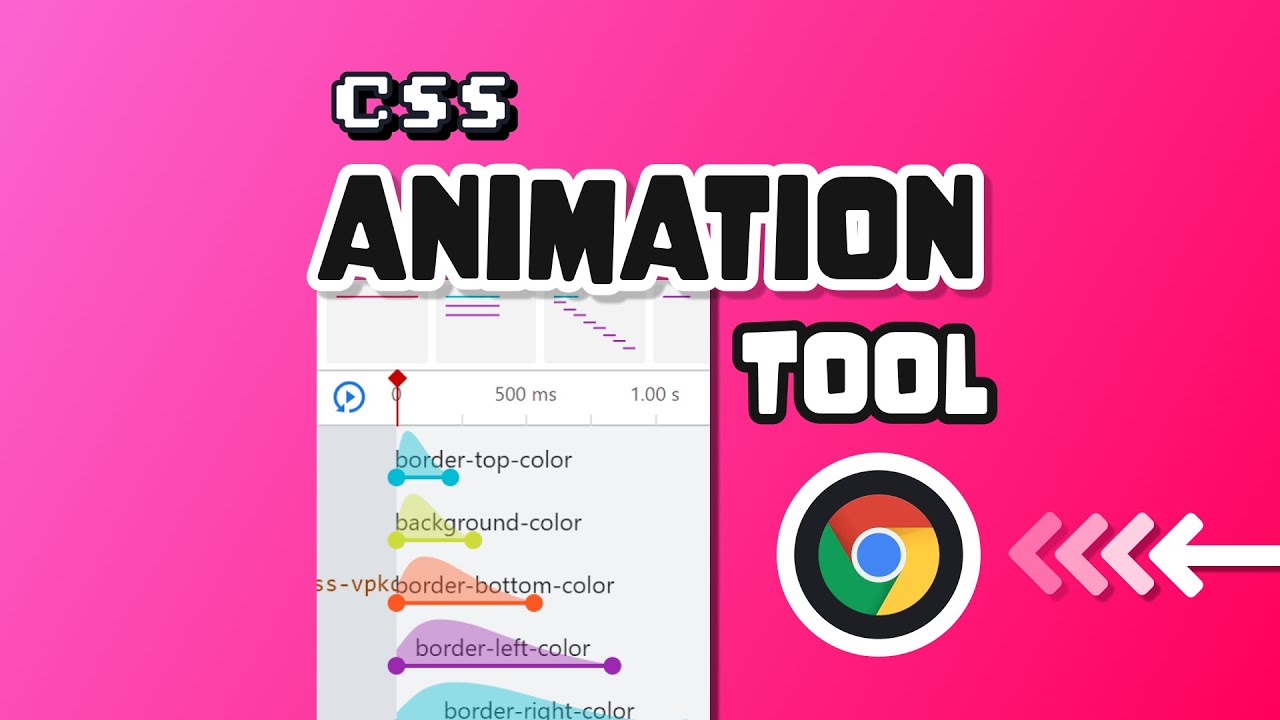 CSS
ANIMATION
TOOL
0 500 ms 1.00 s
border-top-color
background-color
ss-vpkc
border-bottom-color
border-left-color
border-right-color